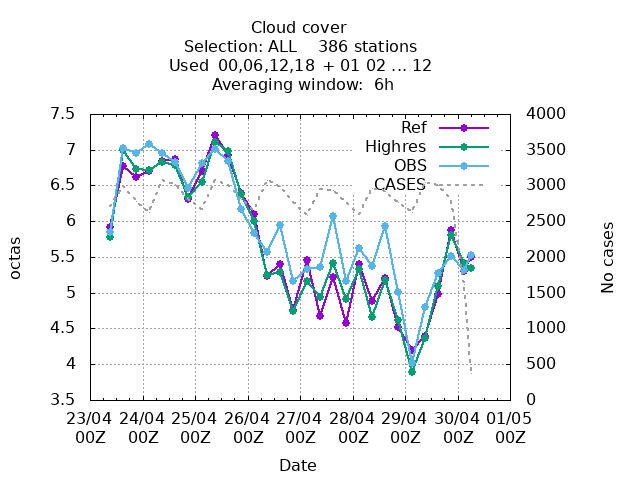 Cloud cover
Selection: ALL    386 stations
Used 00,06,12,18 + 01 02 ... 12
Averaging window:  6h
7.5
7
6.5
6
5.5
5
4.5
4
3.5
octas
4000
3500
3000
2500
2000
1500
1000
500
0
No cases
Ref
Highres
OBS
CASES
23/04 24/04 25/04 26/04 27/04 28/04 29/04 30/04 01/05
00Z 00Z 00Z 00Z 00Z 00Z 00Z 00Z 00Z
Date